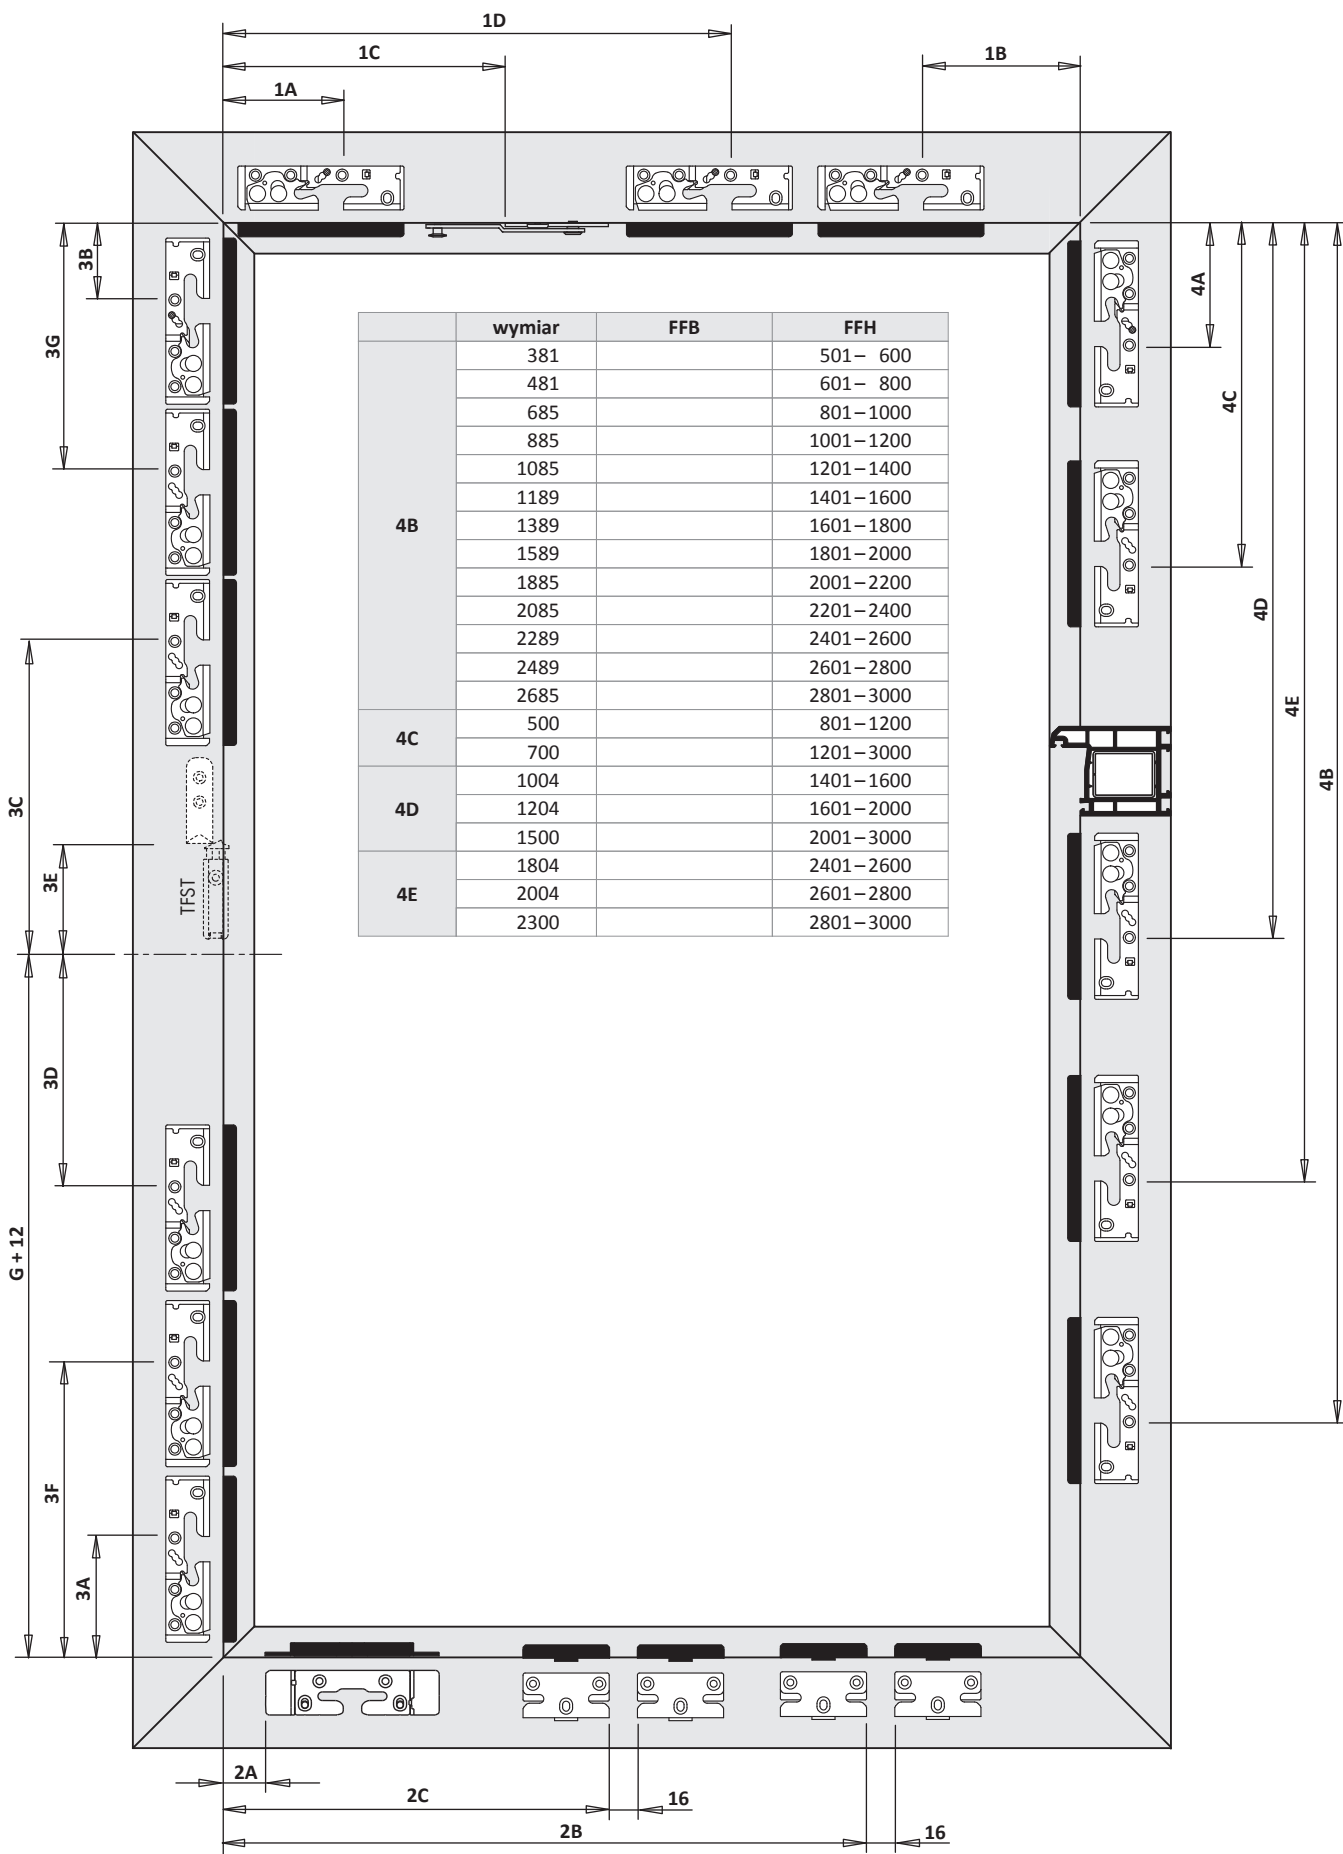 1D
1C
1B
1A
3B
3G
3C
3E
TFST
3D
G + 12
3F
3A
wymiar FFB FFH
4B
381 501– 600
481 601– 800
685 801–1000
885 1001–1200
1085 1201–1400
1189 1401–1600
1389 1601–1800
1589 1801–2000
1885 2001–2200
2085 2201–2400
2289 2401–2600
2489 2601–2800
2685 2801–3000
4C
500 801–1200
700 1201–3000
4D
1004 1401–1600
1204 1601–2000
1500 2001–3000
4E
1804 2401–2600
2004 2601–2800
2300 2801–3000
4A
4C
4D
4E
4B
2A
2C
16
2B
16